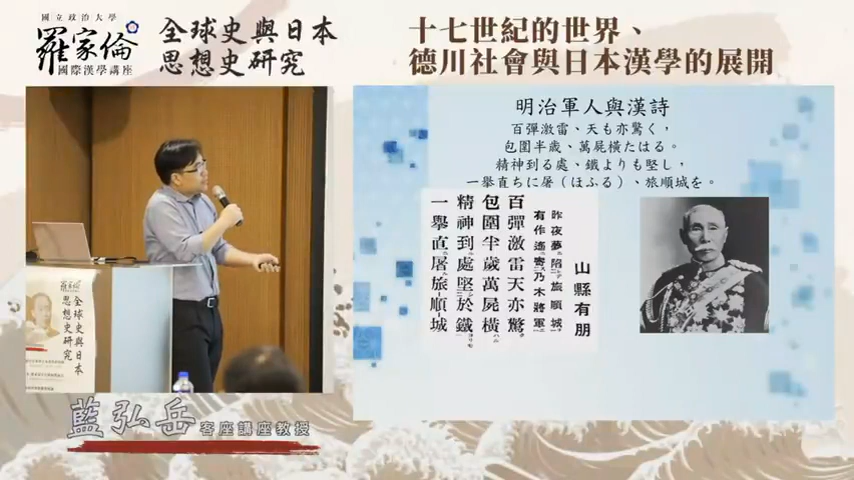 國立政治大學
羅家倫
國際漢學講座
全球史與日本
思想史研究
十七世紀的世界、
德川社會與日本漢學的展開
明治軍人與漢詩
百彈激雷、天も亦驚く，
包圍半歲、萬屍橫たはる。
精神到る處、鐵よりも堅し，
一舉直ちに屠（ほふる）、旅順城を。
山縣有朋
昨夜夢陷旅順城
有作遙寄乃木將軍
百彈激雷天亦驚
包圍半歲萬屍橫
精神到處堅於鐵
一舉直屠旅順城
羅家倫
全球史與日本
思想史研究
藍弘岳 客座講座教授